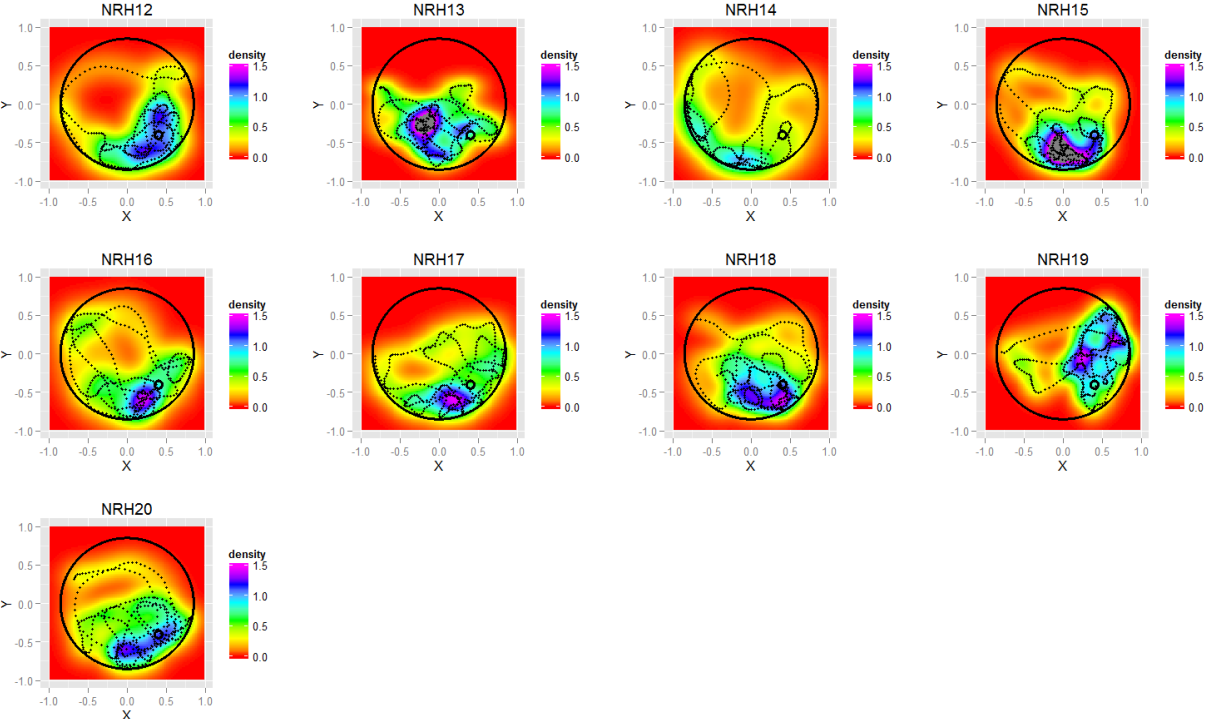 NRH12 NRH13 NRH14 NRH15
1.0 1.0 1.0 1.0
density density density density
0.5 1.5 0.5 1.5 0.5 1.5 0.5 1.5
Y 0.0 1.0 Y 0.0 1.0 Y 0.0 1.0 Y 0.0 1.0
0.5 0.5 0.5 0.5
-0.5 0.0 -0.5 0.0 -0.5 0.0 -0.5 0.0
-1.0 -1.0 -1.0 -1.0
-1.0 -0.5 0.0 0.5 1.0 -1.0 -0.5 0.0 0.5 1.0 -1.0 -0.5 0.0 0.5 1.0 -1.0 -0.5 0.0 0.5 1.0
X X X X
NRH16 NRH17 NRH18 NRH19
1.0 1.0 1.0 1.0
density density density density
0.5 1.5 0.5 1.5 0.5 1.5 0.5 1.5
Y 0.0 1.0 Y 0.0 1.0 Y 0.0 1.0 Y 0.0 1.0
0.5 0.5 0.5 0.5
-0.5 0.0 -0.5 0.0 -0.5 0.0 -0.5 0.0
-1.0 -1.0 -1.0 -1.0
-1.0 -0.5 0.0 0.5 1.0 -1.0 -0.5 0.0 0.5 1.0 -1.0 -0.5 0.0 0.5 1.0 -1.0 -0.5 0.0 0.5 1.0
X X X X
NRH20
1.0
density
0.5 1.5
Y 0.0 1.0
0.5
-0.5 0.0
-1.0
-1.0 -0.5 0.0 0.5 1.0
X